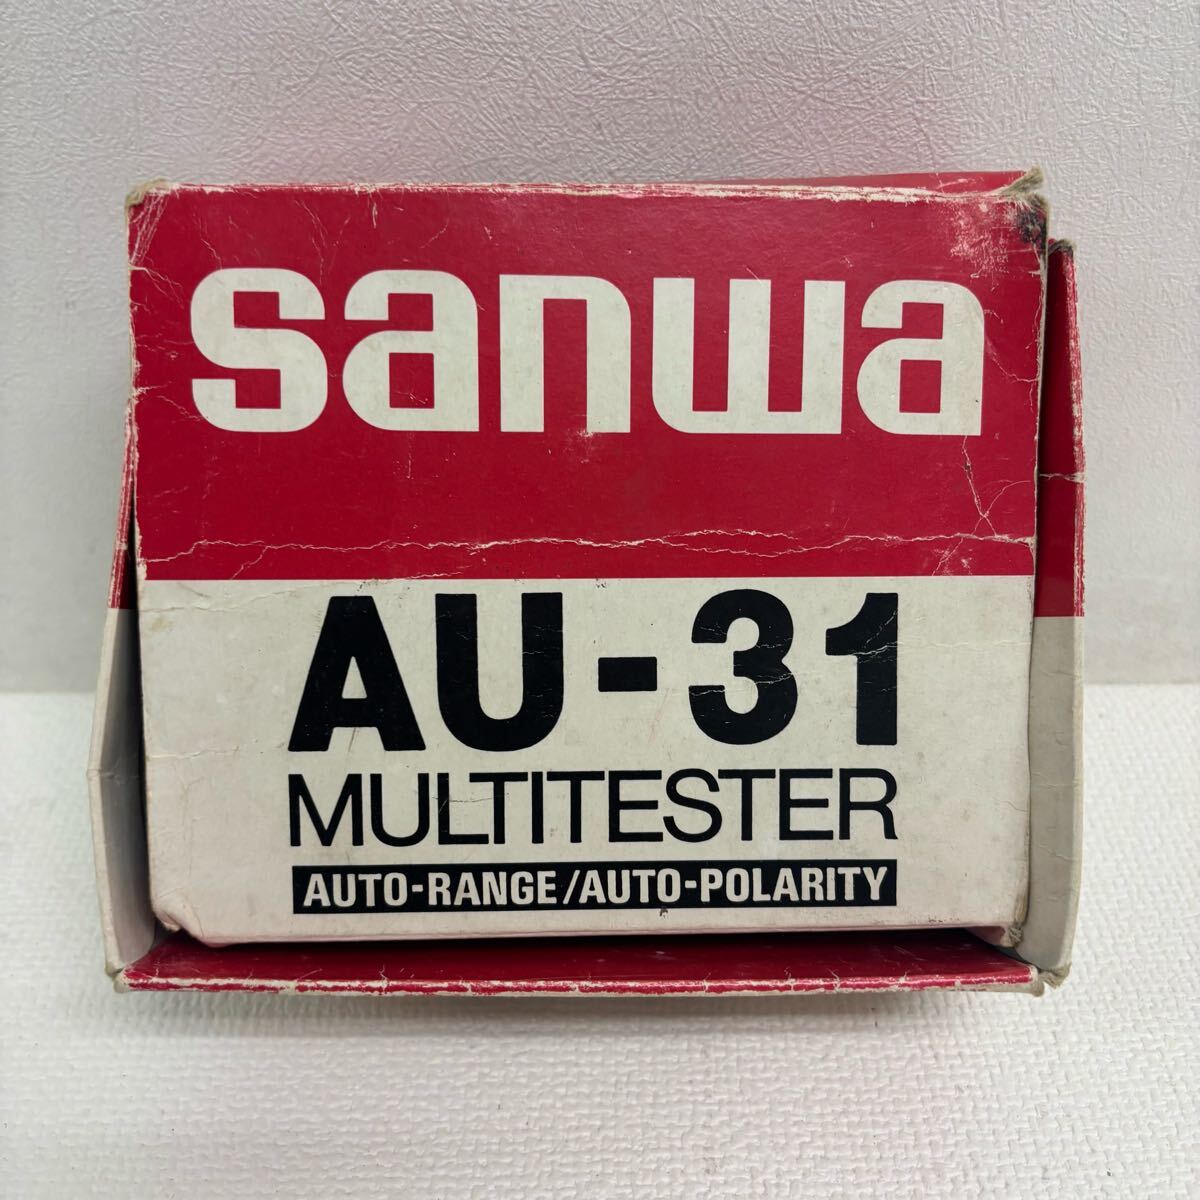 sanwa
AU-31
MULTITESTER
AUTO-RANGE/AUTO-POLARITY